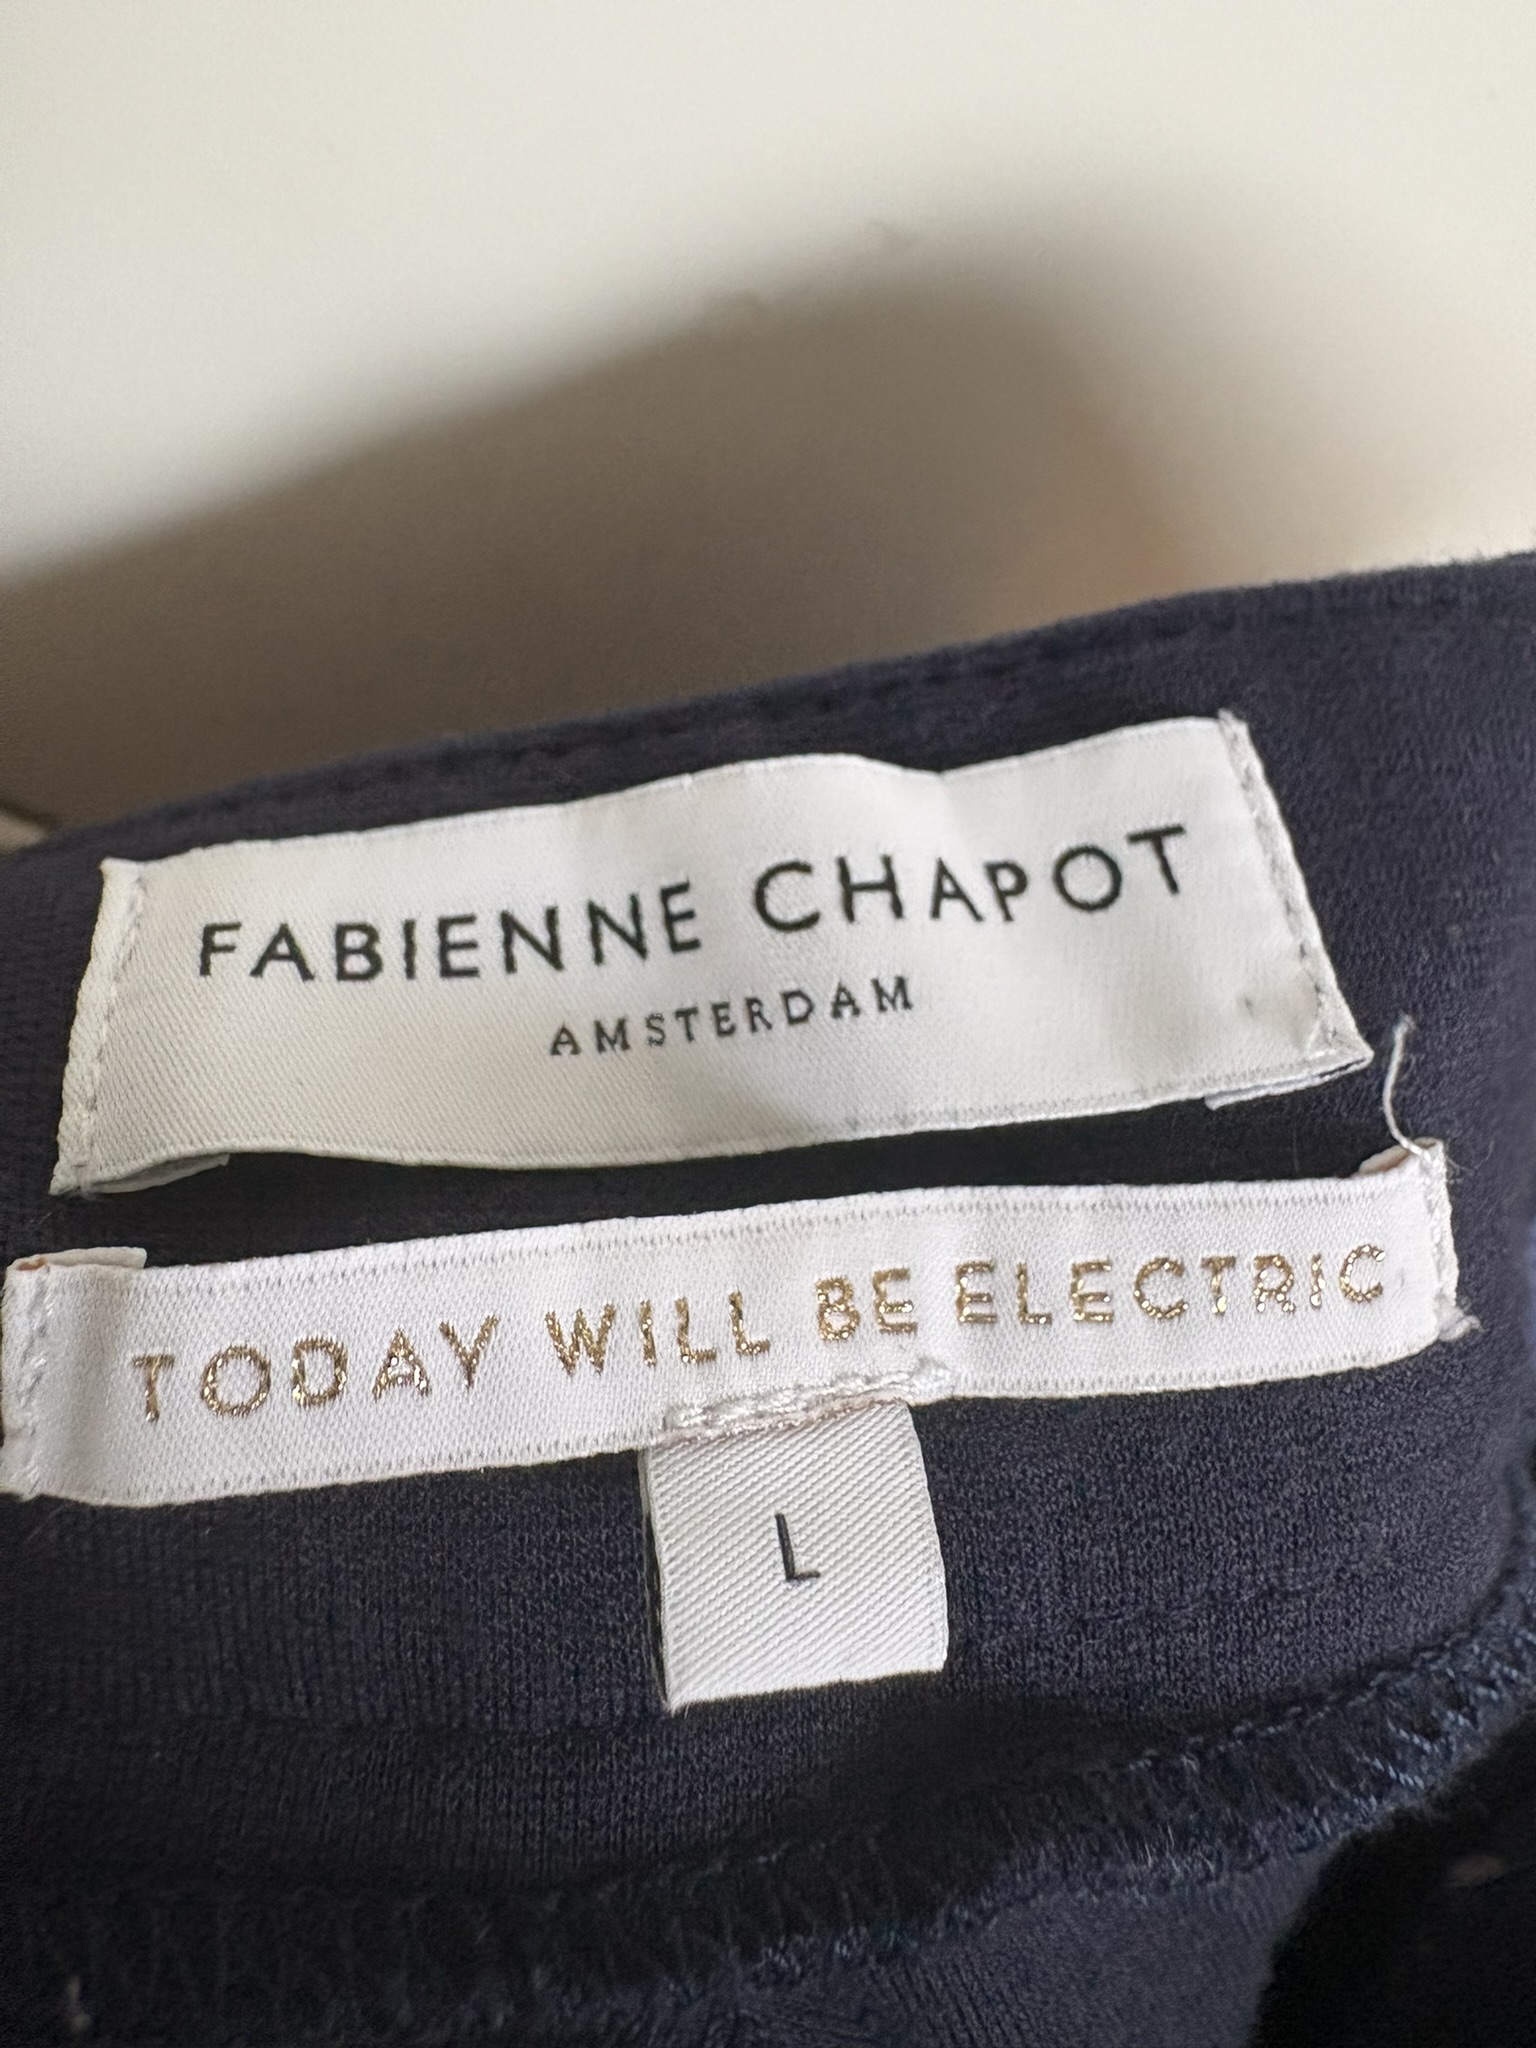 FABIENNE CHAPOT
AMSTERDAM
TODAY WILL BE ELECTRIC
L